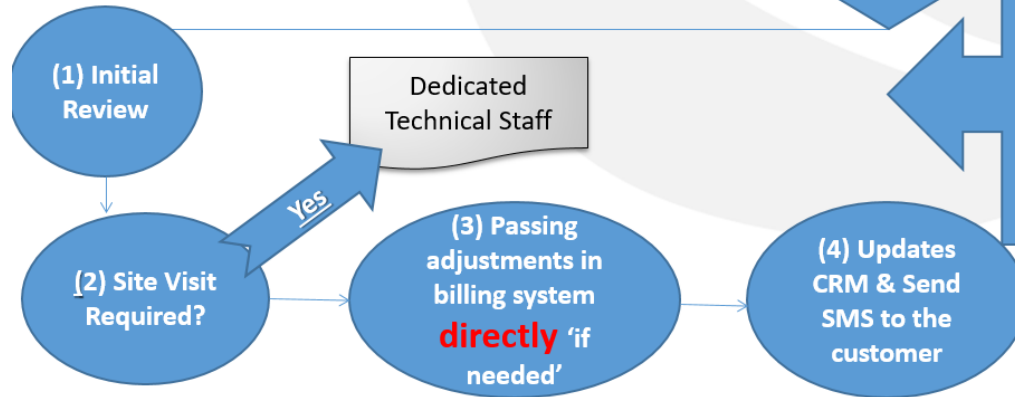 (1) Initial
Review
Dedicated
Technical Staff
Yes
(2) Site Visit
Required?
(3) Passing
adjustments in
billing system
directly ‘if
needed’
(4) Updates
CRM & Send
SMS to the
customer